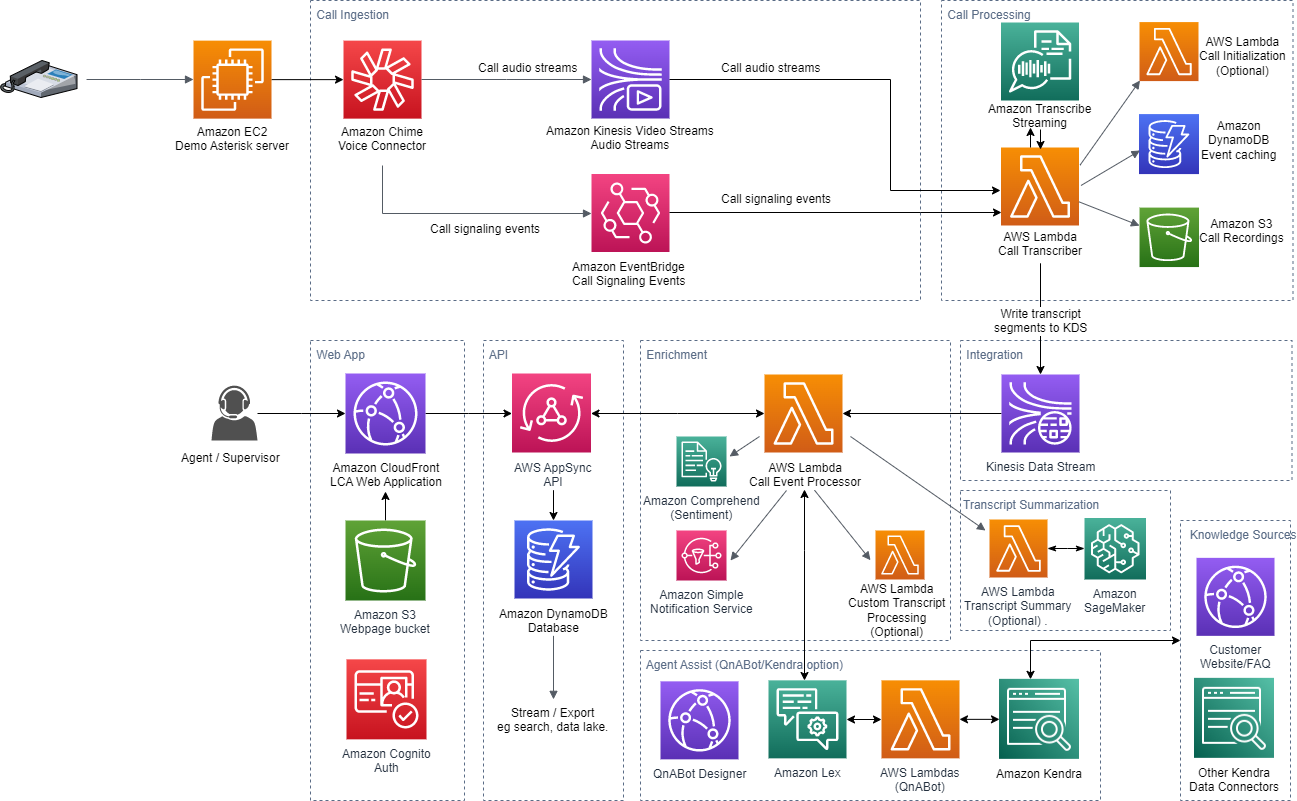 Call Ingestion
Call Processing
Amazon EC2
Demo Asterisk server
Amazon Chime
Voice Connector
Call audio streams
Amazon Kinesis Video Streams
Audio Streams
Call audio streams
Call signaling events
Amazon EventBridge
Call Signaling Events
Call signaling events
Amazon Transcribe
Streaming
AWS Lambda
Call Initialization
(Optional)
Amazon
DynamoDB
Event caching
AWS Lambda
Call Transcriber
Amazon S3
Call Recordings
Write transcript
segments to KDS
Web App
API
Enrichment
Integration
Agent / Supervisor
Amazon CloudFront
LCA Web Application
AWS AppSync
API
AWS Lambda
Call Event Processor
Kinesis Data Stream
Amazon Comprehend
(Sentiment)
Transcript Summarization
Knowledge Sources
Amazon S3
Webpage bucket
Amazon DynamoDB
Database
Amazon Simple
Notification Service
AWS Lambda
Custom Transcript
Processing
(Optional)
AWS Lambda
Transcript Summary
(Optional) .
Amazon
SageMaker
Customer
Website/FAQ
Agent Assist (QnABot/Kendra option)
Amazon Cognito
Auth
Stream / Export
eg search, data lake.
QnABot Designer
Amazon Lex
AWS Lambdas
(QnABot)
Amazon Kendra
Other Kendra
Data Connectors